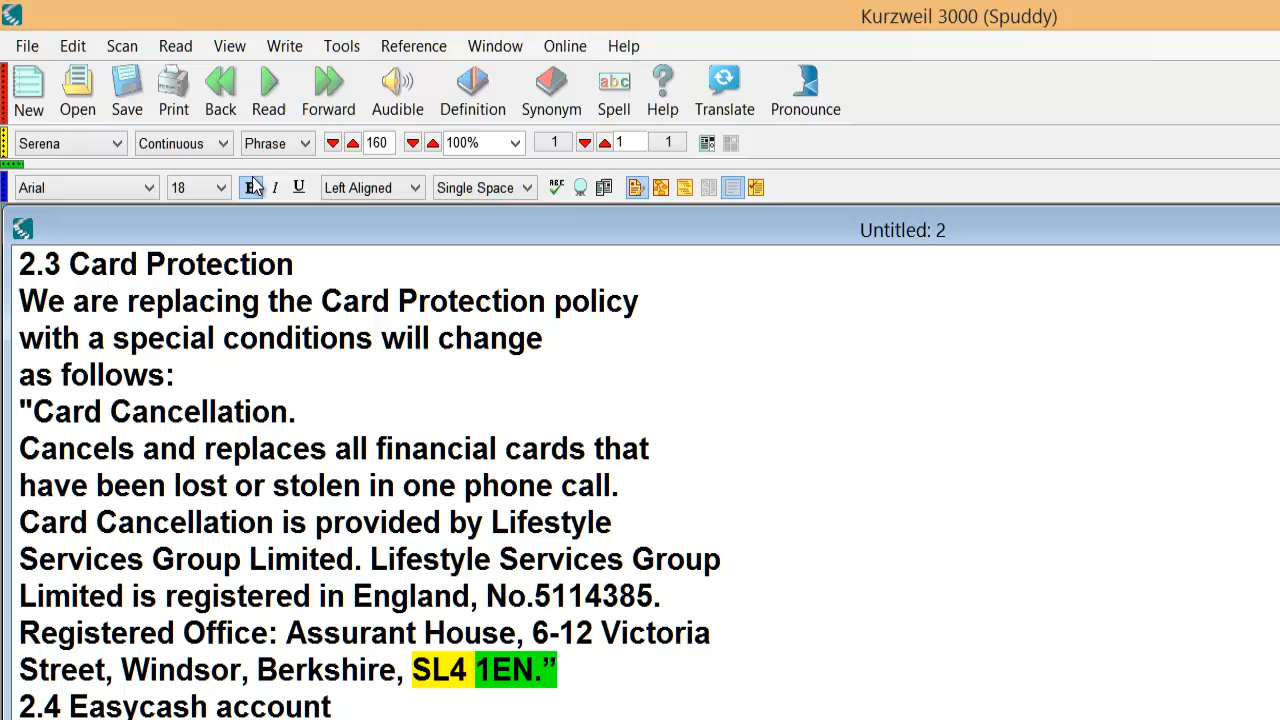 Kurzweil 3000 (Spuddy)
File Edit Scan Read View Write Tools Reference Window Online Help
abc
New Open Save Print Back Read Forward Audible Definition Synonym Spell Help Translate Pronounce
Serena Continuous Phrase 160 100% 1 1 1
Arial 18 B I U Left Aligned Single Space
Untitled: 2
2.3 Card Protection
We are replacing the Card Protection policy
with a special conditions will change
as follows:
"Card Cancellation.
Cancels and replaces all financial cards that
have been lost or stolen in one phone call.
Card Cancellation is provided by Lifestyle
Services Group Limited. Lifestyle Services Group
Limited is registered in England, No.5114385.
Registered Office: Assurant House, 6-12 Victoria
Street, Windsor, Berkshire, SL4 1EN.”
2.4 Easycash account